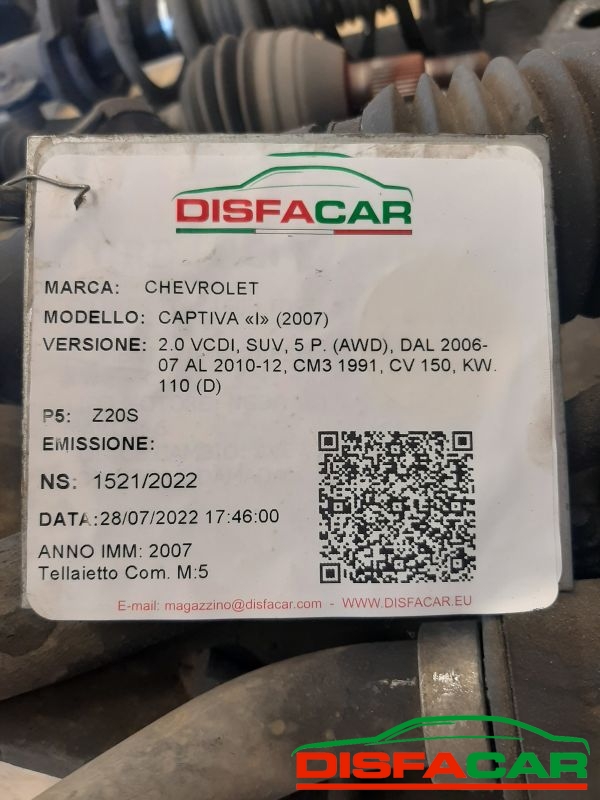 DISFACAR
MARCA: CHEVROLET
MODELLO: CAPTIVA «I» (2007)
VERSIONE: 2.0 VCDI, SUV, 5 P. (AWD), DAL 2006-
07 AL 2010-12, CM3 1991, CV 150, KW.
110 (D)
P5: Z20S
EMISSIONE:
NS: 1521/2022
DATA:28/07/2022 17:46:00
ANNO IMM: 2007
Tellaietto Com. M:5
E-mail: magazzino@disfacar.com - WWW.DISFACAR.EU
DISFACAR